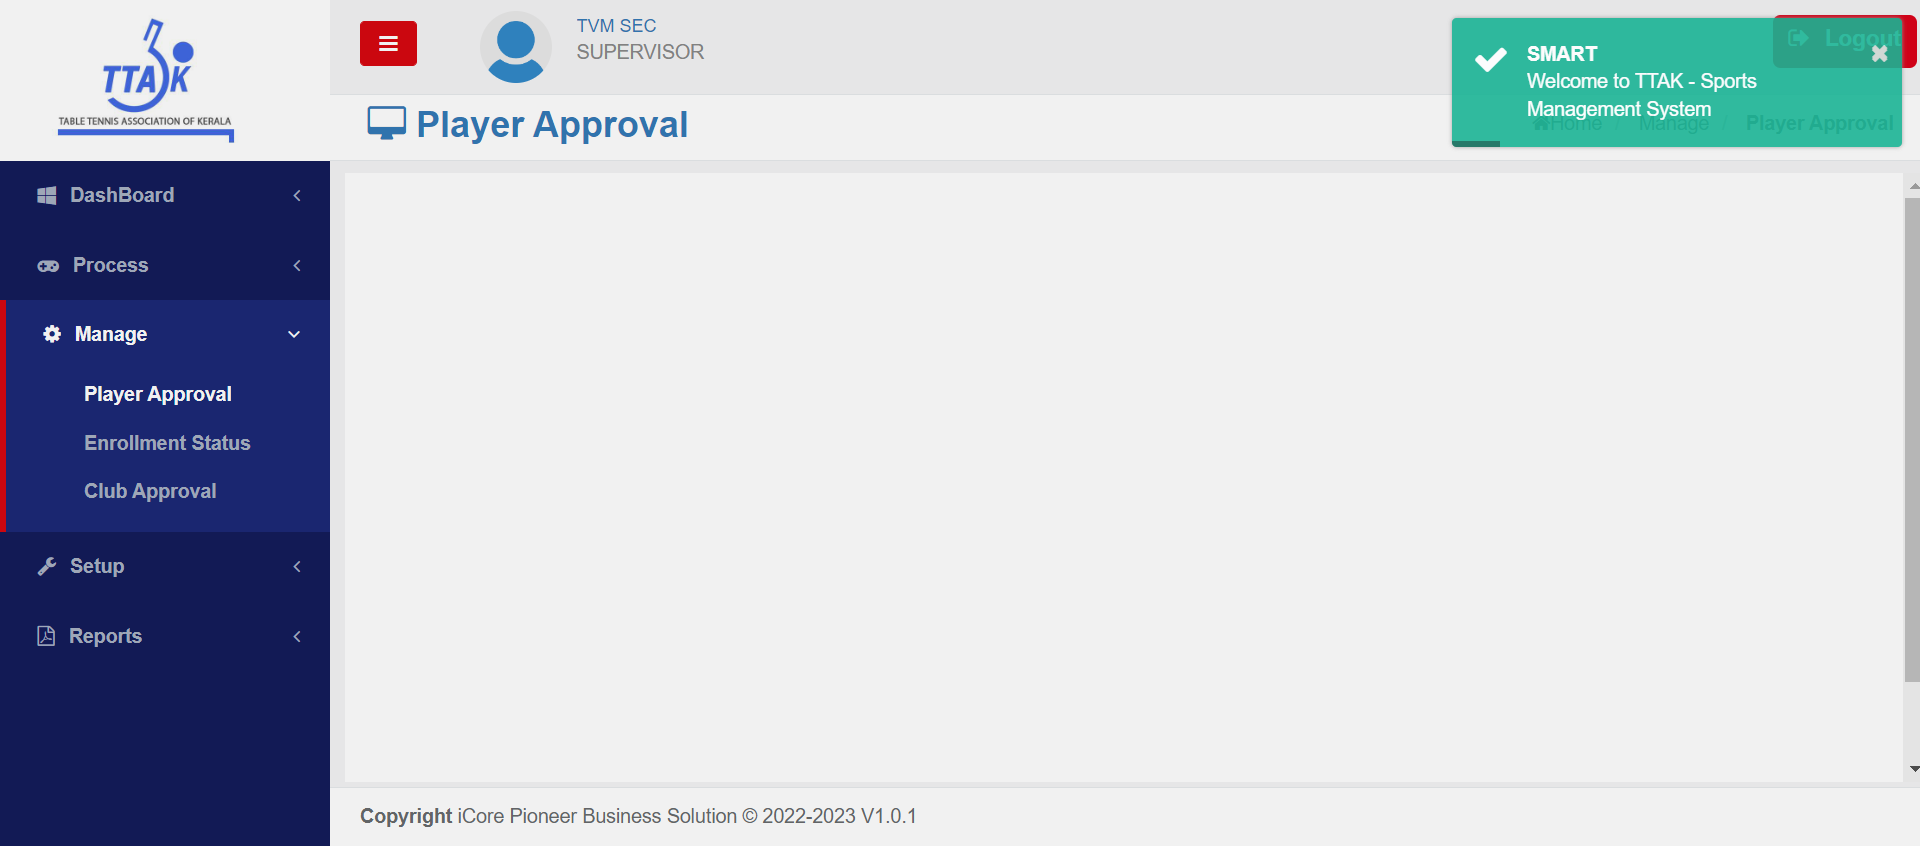 TTAK
TABLE TENNIS ASSOCIATION OF KERALA
TVM SEC
SUPERVISOR
Logout
SMART
Welcome to TTAK - Sports
Management System
Player Approval
Home / Manage / Player Approval
DashBoard
Process
Manage
Player Approval
Enrollment Status
Club Approval
Setup
Reports
Copyright iCore Pioneer Business Solution © 2022-2023 V1.0.1